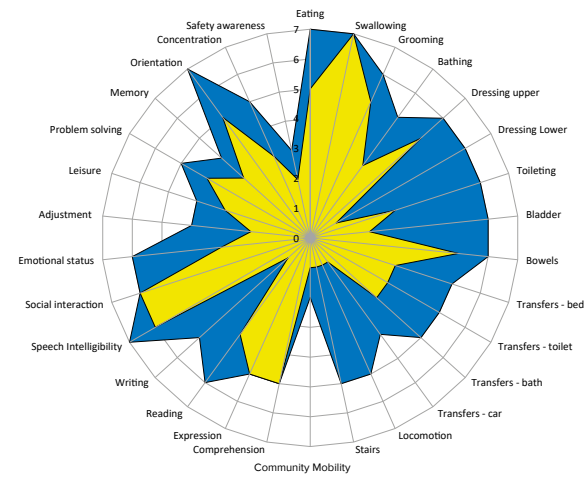 Eating
Swallowing
Grooming
Bathing
Dressing upper
Dressing Lower
Toileting
Bladder
Bowels
Transfers - bed
Transfers - toilet
Transfers - bath
Transfers - car
Locomotion
Stairs
Community Mobility
Comprehension
Expression
Reading
Writing
Speech Intelligibility
Social interaction
Emotional status
Adjustment
Leisure
Problem solving
Memory
Orientation
Concentration
Safety awareness
7
6
5
4
3
2
1
0